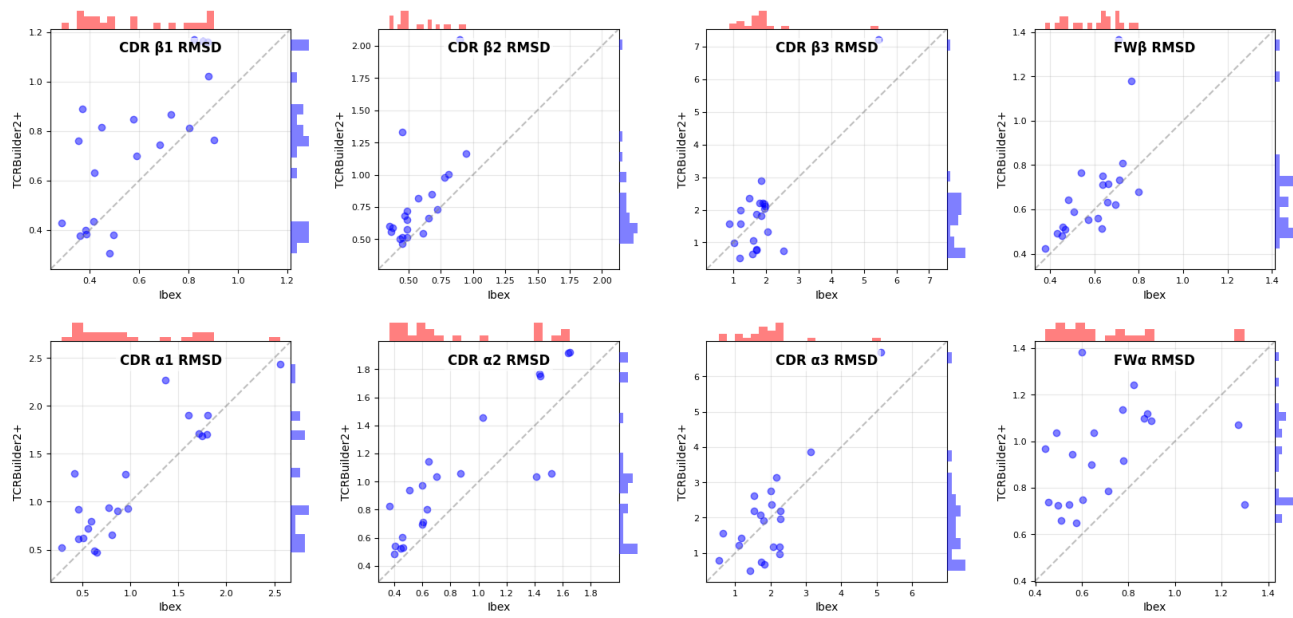 CDR β1 RMSD
1.2
1.0
0.8
0.6
0.4
TCRBuilder2+
0.4 0.6 0.8 1.0 1.2
Ibex
CDR β2 RMSD
2.00
1.75
1.50
1.25
1.00
0.75
0.50
TCRBuilder2+
0.50 0.75 1.00 1.25 1.50 1.75 2.00
Ibex
CDR β3 RMSD
7
6
5
4
3
2
1
TCRBuilder2+
1 2 3 4 5 6 7
Ibex
FWβ RMSD
1.4
1.2
1.0
0.8
0.6
0.4
TCRBuilder2+
0.4 0.6 0.8 1.0 1.2 1.4
Ibex
CDR α1 RMSD
2.5
2.0
1.5
1.0
0.5
TCRBuilder2+
0.5 1.0 1.5 2.0 2.5
Ibex
CDR α2 RMSD
1.8
1.6
1.4
1.2
1.0
0.8
0.6
0.4
TCRBuilder2+
0.4 0.6 0.8 1.0 1.2 1.4 1.6 1.8
Ibex
CDR α3 RMSD
6
5
4
3
2
1
TCRBuilder2+
1 2 3 4 5 6
Ibex
FWα RMSD
1.4
1.2
1.0
0.8
0.6
0.4
TCRBuilder2+
0.4 0.6 0.8 1.0 1.2 1.4
Ibex